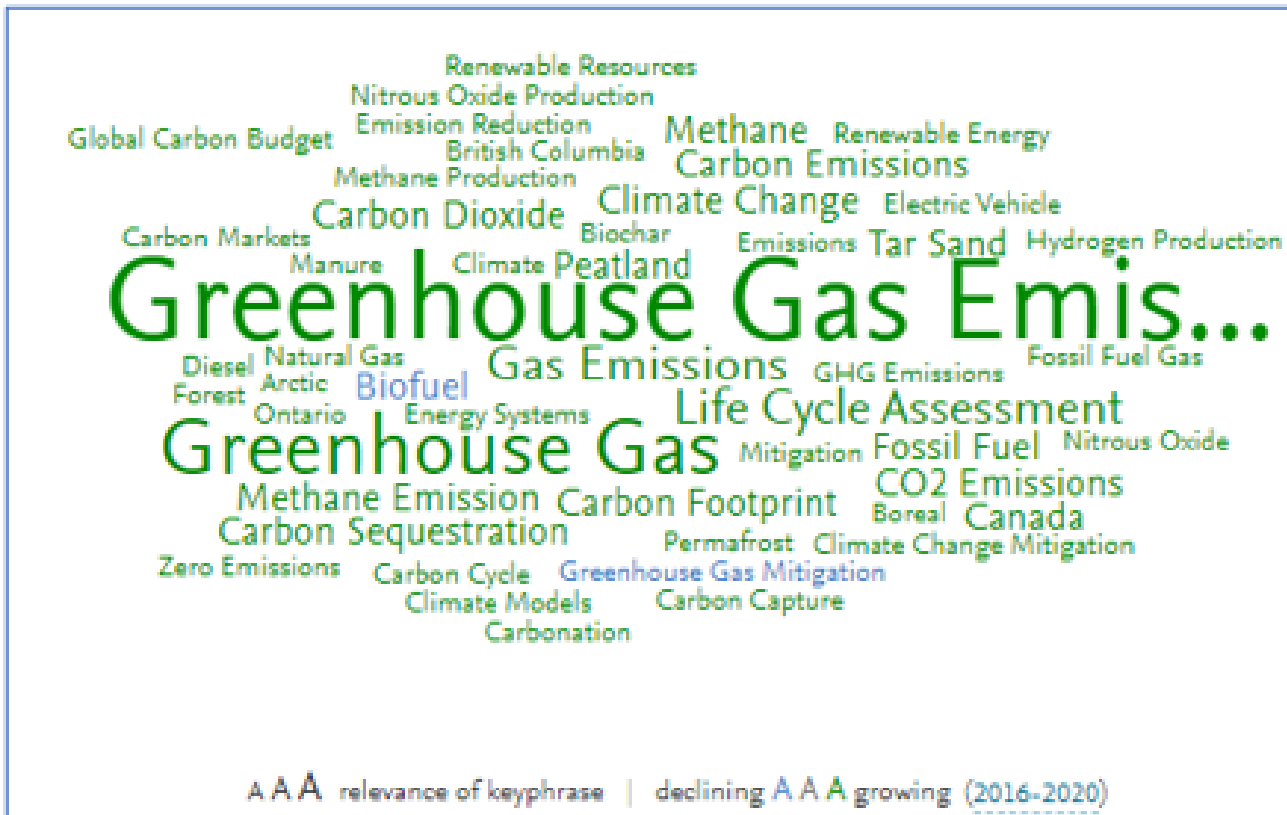 Renewable Resources
Nitrous Oxide Production
Global Carbon Budget Emission Reduction Methane Renewable Energy
British Columbia Carbon Emissions
Methane Production
Carbon Dioxide Climate Change Electric Vehicle
Carbon Markets Biochar Emissions Tar Sand Hydrogen Production
Manure Climate Peatland
Greenhouse Gas Emis...
Diesel Natural Gas Gas Emissions GHG Emissions Fossil Fuel Gas
Forest Arctic Biofuel
Ontario Energy Systems Life Cycle Assessment
Greenhouse Gas Mitigation Fossil Fuel Nitrous Oxide
Methane Emission Carbon Footprint CO2 Emissions
Boreal Canada
Carbon Sequestration Permafrost Climate Change Mitigation
Zero Emissions Carbon Cycle Greenhouse Gas Mitigation
Climate Models Carbon Capture
Carbonation
A A A relevance of keyphrase | declining A A A growing (2016-2020)